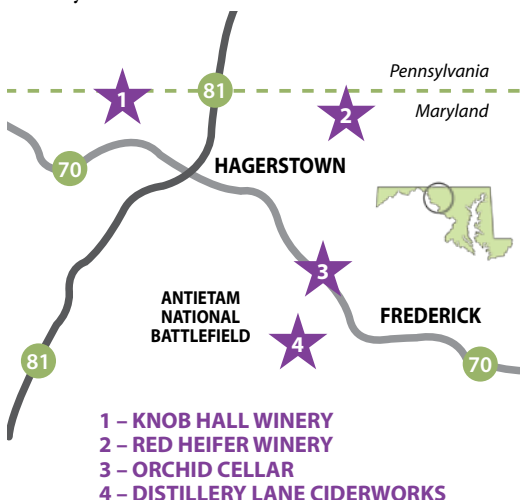 Pennsylvania
81
1
2
Maryland
70
HAGERSTOWN
3
ANTIETAM
NATIONAL
BATTLEFIELD
FREDERICK
4
81
70
1 – KNOB HALL WINERY
2 – RED HEIFER WINERY
3 – ORCHID CELLAR
4 – DISTILLERY LANE CIDERWORKS